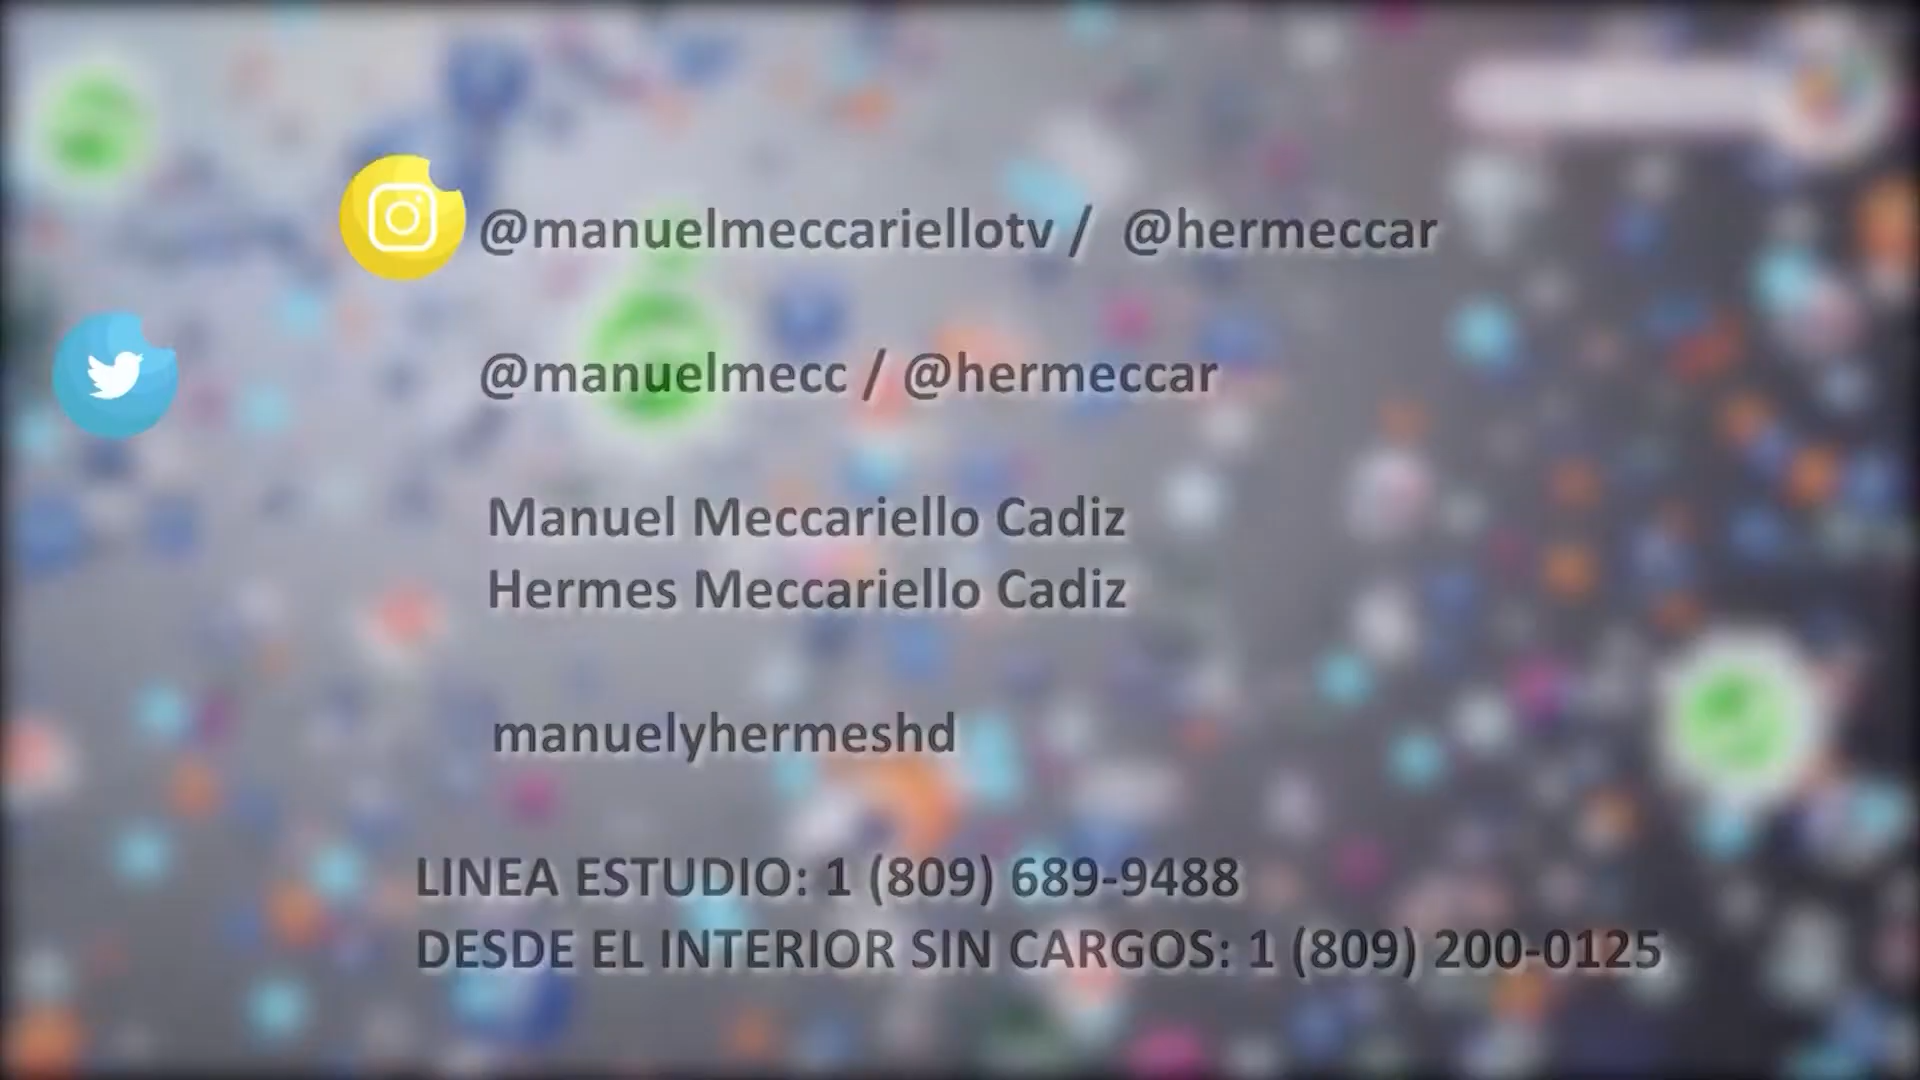 @manuelmeccariellotv / @hermeccar
@manuelmecc / @hermeccar
Manuel Meccariello Cadiz
Hermes Meccariello Cadiz
manuelyhermeshd
LINEA ESTUDIO: 1 (809) 689-9488
DESDE EL INTERIOR SIN CARGOS: 1 (809) 200-0125